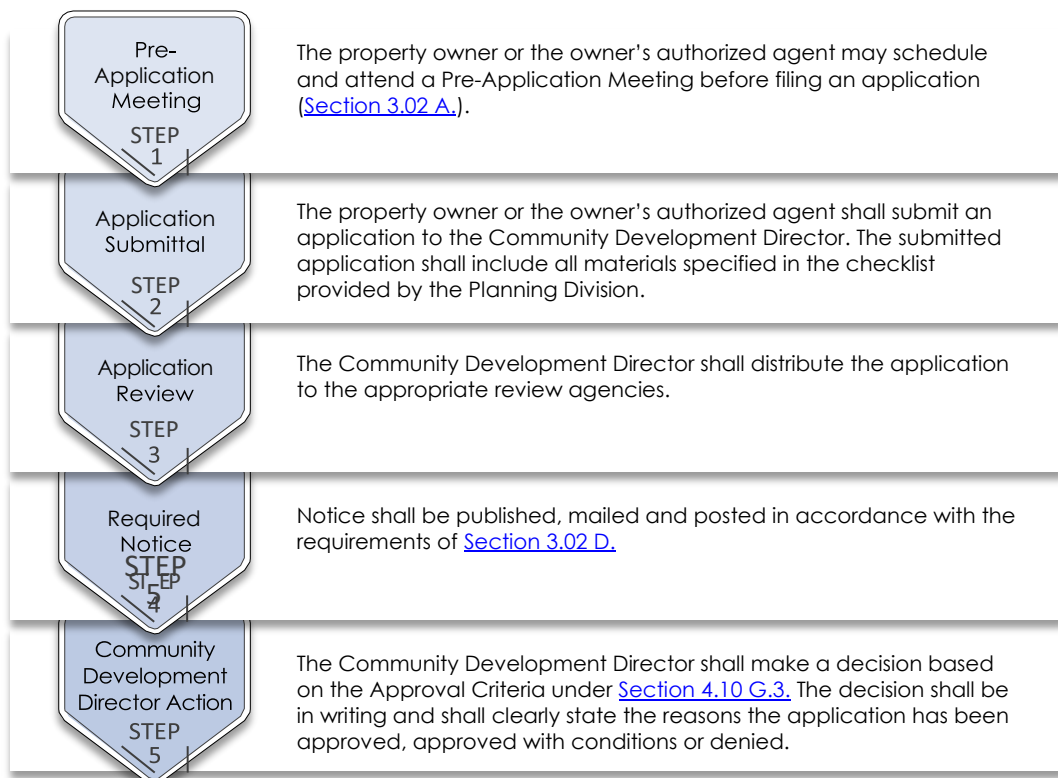 Pre-
Application
Meeting
STEP
1
The property owner or the owner's authorized agent may schedule
and attend a Pre-Application Meeting before filing an application
(Section 3.02 A.).
Application
Submittal
STEP
2
The property owner or the owner's authorized agent shall submit an
application to the Community Development Director. The submitted
application shall include all materials specified in the checklist
provided by the Planning Division.
Application
Review
STEP
3
The Community Development Director shall distribute the application
to the appropriate review agencies.
Required
Notice
STEP
5
STEP
4
Notice shall be published, mailed and posted in accordance with the
requirements of Section 3.02 D.
Community
Development
Director Action
STEP
5
The Community Development Director shall make a decision based
on the Approval Criteria under Section 4.10 G.3. The decision shall be
in writing and shall clearly state the reasons the application has been
approved, approved with conditions or denied.